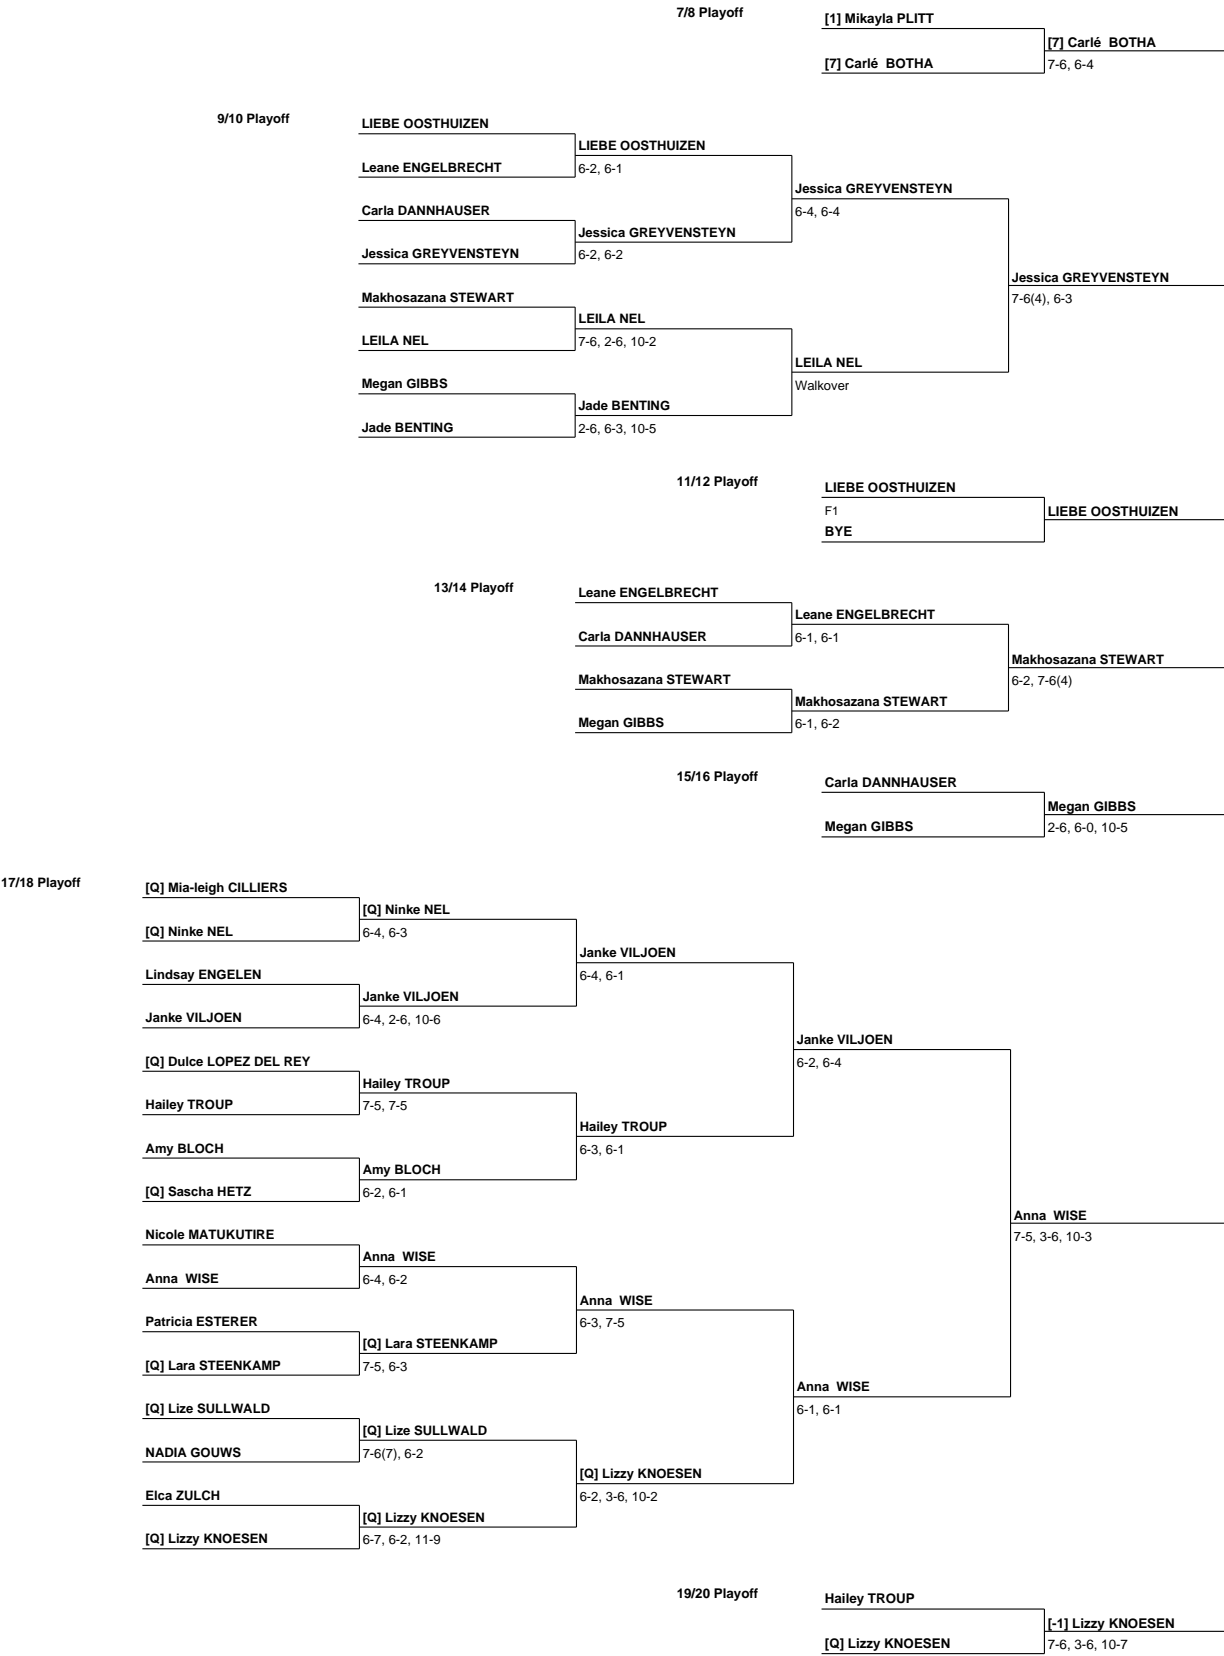 7/8 Playoff
[1] Mikayla PLITT
[7] Carlé BOTHA
[7] Carlé BOTHA
7-6, 6-4
9/10 Playoff
LIEBE OOSTHUIZEN
LIEBE OOSTHUIZEN
Leane ENGELBRECHT
6-2, 6-1
Jessica GREYVENSTEYN
Carla DANNHAUSER
6-4, 6-4
Jessica GREYVENSTEYN
Jessica GREYVENSTEYN
6-2, 6-2
Jessica GREYVENSTEYN
Makhosazana STEWART
7-6(4), 6-3
LEILA NEL
LEILA NEL
7-6, 2-6, 10-2
LEILA NEL
Megan GIBBS
Walkover
Jade BENTING
Jade BENTING
2-6, 6-3, 10-5
11/12 Playoff
LIEBE OOSTHUIZEN
F1
LIEBE OOSTHUIZEN
BYE
13/14 Playoff
Leane ENGELBRECHT
Leane ENGELBRECHT
Carla DANNHAUSER
6-1, 6-1
Makhosazana STEWART
Makhosazana STEWART
6-2, 7-6(4)
Makhosazana STEWART
Megan GIBBS
6-1, 6-2
15/16 Playoff
Carla DANNHAUSER
Megan GIBBS
Megan GIBBS
2-6, 6-0, 10-5
17/18 Playoff
[Q] Mia-leigh CILLIERS
[Q] Ninke NEL
[Q] Ninke NEL
6-4, 6-3
Janke VILJOEN
Lindsay ENGELEN
6-4, 6-1
Janke VILJOEN
Janke VILJOEN
6-4, 2-6, 10-6
Janke VILJOEN
[Q] Dulce LOPEZ DEL REY
6-2, 6-4
Hailey TROUP
Hailey TROUP
7-5, 7-5
Hailey TROUP
Amy BLOCH
6-3, 6-1
Amy BLOCH
[Q] Sascha HETZ
6-2, 6-1
Anna WISE
Nicole MATUKUTIRE
7-5, 3-6, 10-3
Anna WISE
Anna WISE
6-4, 6-2
Anna WISE
Patricia ESTERER
6-3, 7-5
[Q] Lara STEENKAMP
[Q] Lara STEENKAMP
7-5, 6-3
Anna WISE
[Q] Lize SULLWALD
6-1, 6-1
[Q] Lize SULLWALD
NADIA GOUWS
7-6(7), 6-2
[Q] Lizzy KNOESEN
Elca ZULCH
6-2, 3-6, 10-2
[Q] Lizzy KNOESEN
[Q] Lizzy KNOESEN
6-7, 6-2, 11-9
19/20 Playoff
Hailey TROUP
[-1] Lizzy KNOESEN
[Q] Lizzy KNOESEN
7-6, 3-6, 10-7